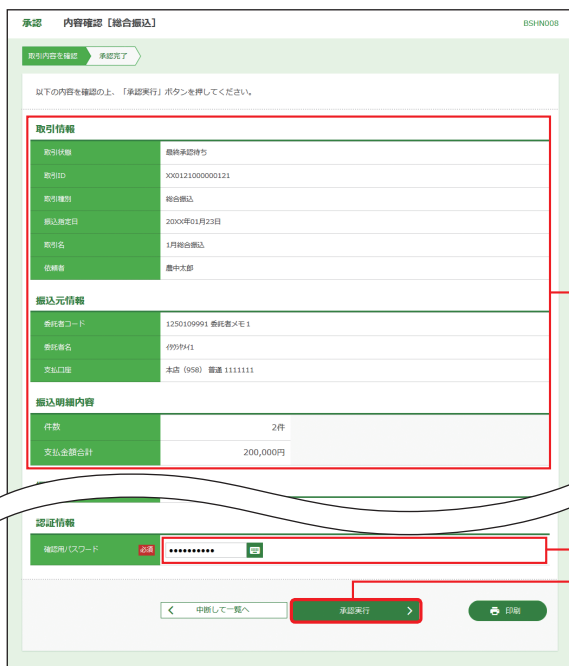 承認 内容確認［総合振込］ BSHN008
取引内容を確認 承認完了
以下の内容を確認の上、「承認実行」ボタンを押してください。
取引情報
取引状態 最終承認待ち
取引ID XX0121000000121
取引種別 総合振込
振込指定日 20XX年01月23日
取引名 1月総合振込
依頼者 農中太郎
振込元情報
委託者コード 1250109991 委託者メモ1
委託者名
支払口座 本店（958） 普通 1111111
振込明細内容
件数 2件
支払金額合計 200,000円
認証情報
確認用パスワード 必須 ••••••••••
中断して一覧へ 承認実行 印刷